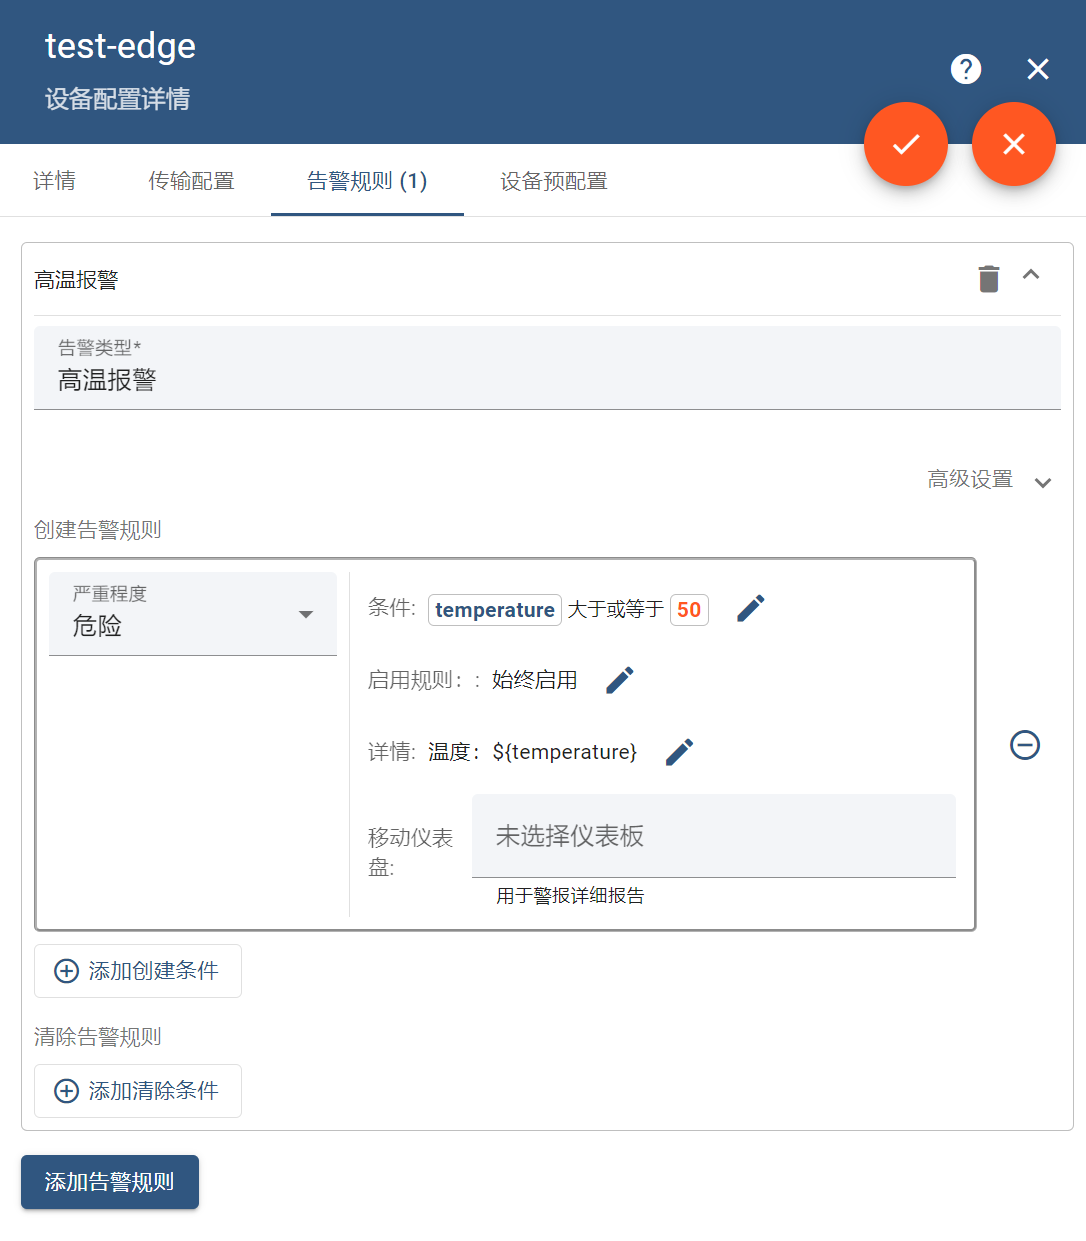 test-edge
设备配置详情
详情 传输配置 告警规则 (1) 设备预配置
高温报警
告警类型*
高温报警
高级设置
创建告警规则
严重程度
危险
条件: temperature 大于或等于 50
启用规则: : 始终启用
详情: 温度: ${temperature}
移动仪表
盘:
未选择仪表板
用于警报详细报告
添加创建条件
清除告警规则
添加清除条件
添加告警规则